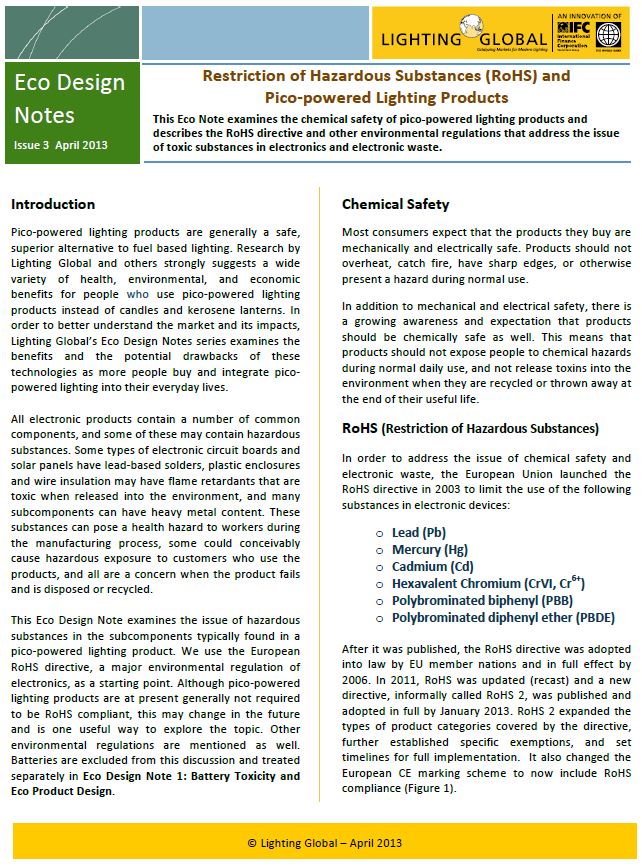 LIGHTING GLOBAL
Catalyzing Markets for Modern Lighting
AN INNOVATION OF
IFC
International
Finance
Corporation
THE WORLD BANK
Eco Design
Notes
Issue 3 April 2013
Restriction of Hazardous Substances (RoHS) and
Pico-powered Lighting Products
This Eco Note examines the chemical safety of pico-powered lighting products and
describes the RoHS directive and other environmental regulations that address the issue
of toxic substances in electronics and electronic waste.
Introduction
Pico-powered lighting products are generally a safe,
superior alternative to fuel based lighting. Research by
Lighting Global and others strongly suggests a wide
variety of health, environmental, and economic
benefits for people who use pico-powered lighting
products instead of candles and kerosene lanterns. In
order to better understand the market and its impacts,
Lighting Global's Eco Design Notes series examines the
benefits and the potential drawbacks of these
technologies as more people buy and integrate pico-
powered lighting into their everyday lives.
All electronic products contain a number of common
components, and some of these may contain hazardous
substances. Some types of electronic circuit boards and
solar panels have lead-based solders, plastic enclosures
and wire insulation may have flame retardants that are
toxic when released into the environment, and many
subcomponents can have heavy metal content. These
substances can pose a health hazard to workers during
the manufacturing process, some could conceivably
cause hazardous exposure to customers who use the
products, and all are a concern when the product fails
and is disposed or recycled.
This Eco Design Note examines the issue of hazardous
substances in the subcomponents typically found in a
pico-powered lighting product. We use the European
RoHS directive, a major environmental regulation of
electronics, as a starting point. Although pico-powered
lighting products are at present generally not required
to be RoHS compliant, this may change in the future
and is one useful way to explore the topic. Other
environmental regulations are mentioned as well.
Batteries are excluded from this discussion and treated
separately in Eco Design Note 1: Battery Toxicity and
Eco Product Design.
Chemical Safety
Most consumers expect that the products they buy are
mechanically and electrically safe. Products should not
overheat, catch fire, have sharp edges, or otherwise
present a hazard during normal use.
In addition to mechanical and electrical safety, there is
a growing awareness and expectation that products
should be chemically safe as well. This means that
products should not expose people to chemical hazards
during normal daily use, and not release toxins into the
environment when they are recycled or thrown away at
the end of their useful life.
RoHS (Restriction of Hazardous Substances)
In order to address the issue of chemical safety and
electronic waste, the European Union launched the
RoHS directive in 2003 to limit the use of the following
substances in electronic devices:
o Lead (Pb)
o Mercury (Hg)
o Cadmium (Cd)
o Hexavalent Chromium (CrVI, Cr6+)
o Polybrominated biphenyl (PBB)
o Polybrominated diphenyl ether (PBDE)
After it was published, the RoHS directive was adopted
into law by EU member nations and in full effect by
2006. In 2011, RoHS was updated (recast) and a new
directive, informally called RoHS 2, was published and
adopted in full by January 2013. RoHS 2 expanded the
types of product categories covered by the directive,
further established specific exemptions, and set
timelines for full implementation. It also changed the
European CE marking scheme to now include RoHS
compliance (Figure 1).
© Lighting Global – April 2013